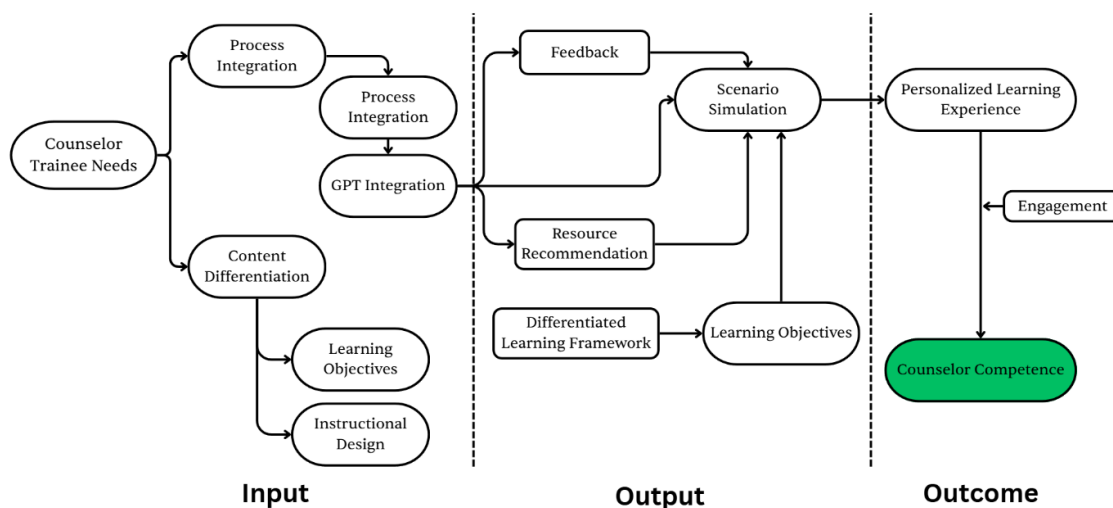 Counselor
Trainee Needs
Process
Integration
Process
Integration
GPT Integration
Content
Differentiation
Learning
Objectives
Instructional
Design
Feedback
Scenario
Simulation
Resource
Recommendation
Differentiated
Learning Framework
Learning Objectives
Personalized Learning
Experience
Engagement
Counselor Competence
Input
Output
Outcome